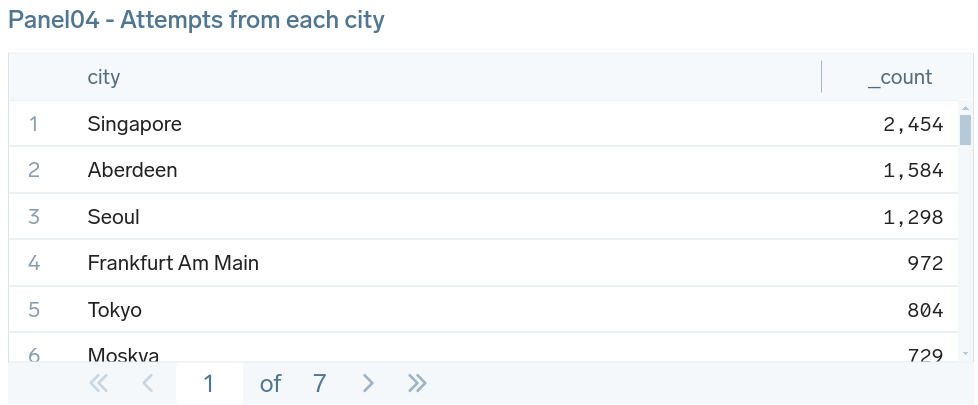 Panel04 - Attempts from each city
city _count
1 Singapore 2,454
2 Aberdeen 1,584
3 Seoul 1,298
4 Frankfurt Am Main 972
5 Tokyo 804
6 Moskva 729
1 of 7